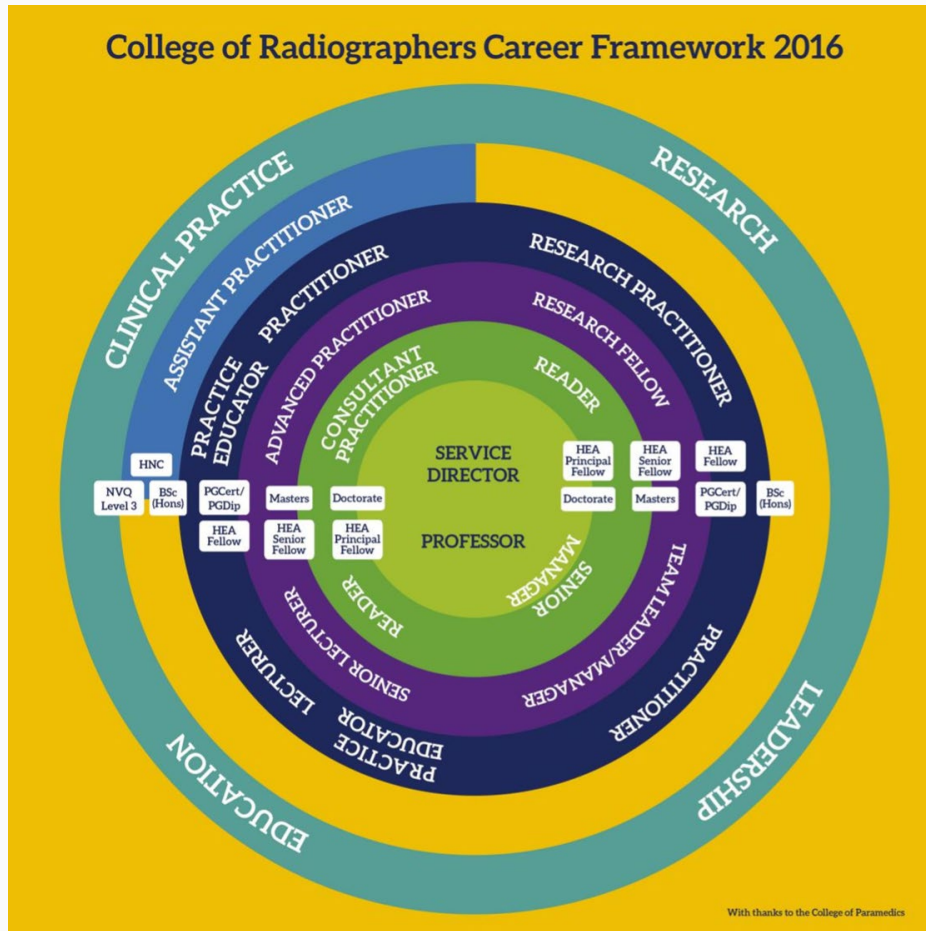 College of Radiographers Career Framework 2016
CLINICAL PRACTICE
RESEARCH
ASSISTANT PRACTITIONER
PRACTITIONER
PRACTICE
EDUCATOR
RESEARCH PRACTITIONER
ADVANCED PRACTITIONER
RESEARCH FELLOW
CONSULTANT
PRACTITIONER
READER
SERVICE
DIRECTOR
PROFESSOR
HNC
NVQ
Level 3
BSc
(Hons)
PGCert/
PGDip
Masters
Doctorate
HEA
Fellow
HEA
Senior
Fellow
HEA
Principal
Fellow
HEA
Principal
Fellow
HEA
Senior
Fellow
HEA
Fellow
Doctorate
Masters
PGCert/
PGDip
BSc
(Hons)
READER
SENIOR
MANAGER
SENIOR LECTURER
TEAM LEADER/MANAGER
LECTURER
PRACTICE
EDUCATOR
PRACTITIONER
EDUCATION
LEADERSHIP
With thanks to the College of Paramedics